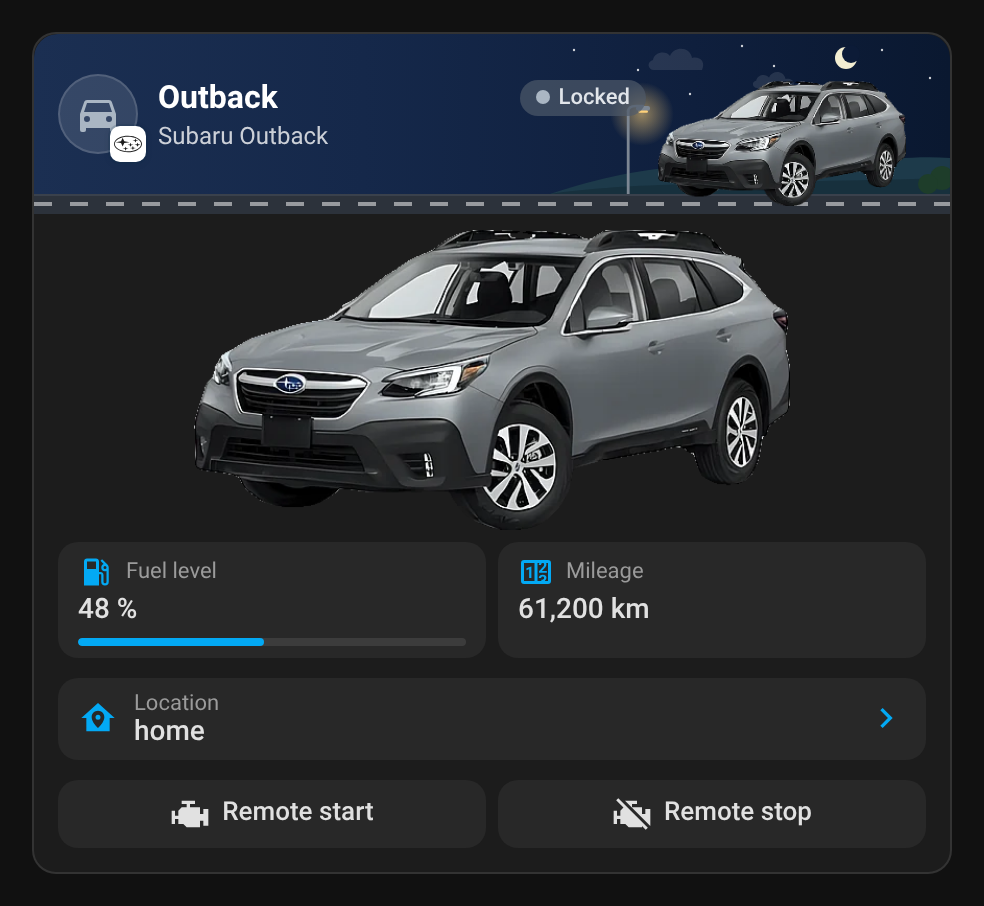 Outback
Subaru Outback
Locked
Fuel level
48 %
Mileage
61,200 km
Location
home
Remote start
Remote stop